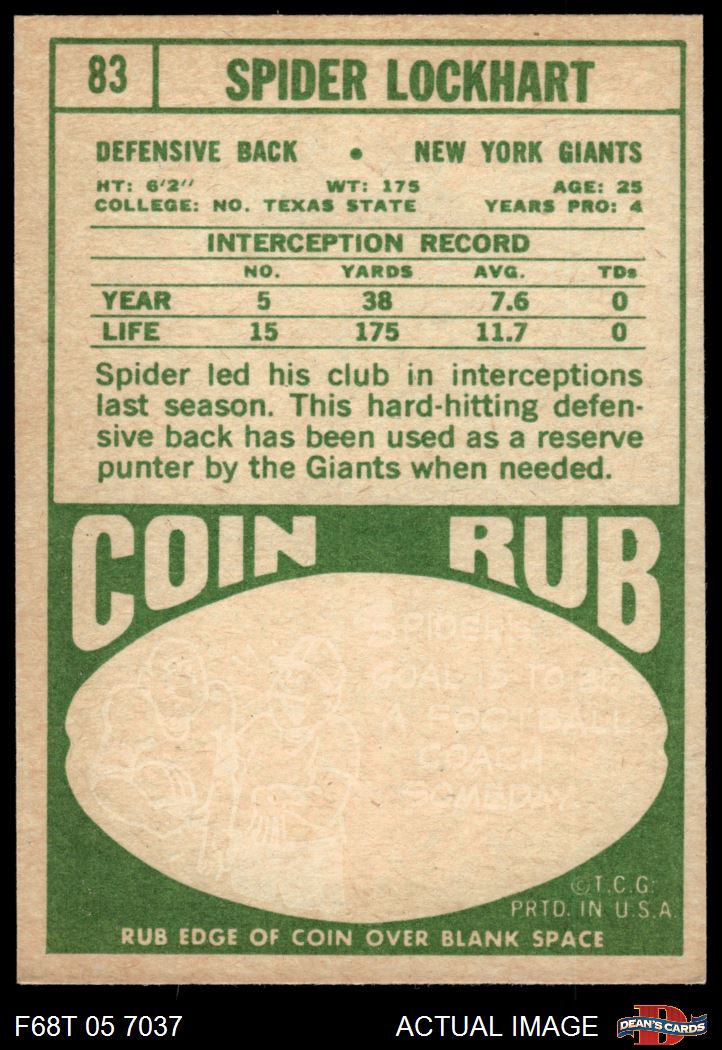 83 SPIDER LOCKHART
DEFENSIVE BACK • NEW YORK GIANTS
HT: 6'2" WT: 175 AGE: 25
COLLEGE: NO. TEXAS STATE YEARS PRO: 4
INTERCEPTION RECORD
NO. YARDS AVG. TDs
YEAR 5 38 7.6 0
LIFE 15 175 11.7 0
Spider led his club in interceptions
last season. This hard-hitting defen-
sive back has been used as a reserve
punter by the Giants when needed.
COIN RUB
SPIDER'S
GOAL IS TO BE
A FOOTBALL
COACH
SOMEDAY.
©T.C.G.
PRTD. IN U.S.A.
RUB EDGE OF COIN OVER BLANK SPACE
F68T 05 7037 ACTUAL IMAGE DEAN'S CARDS